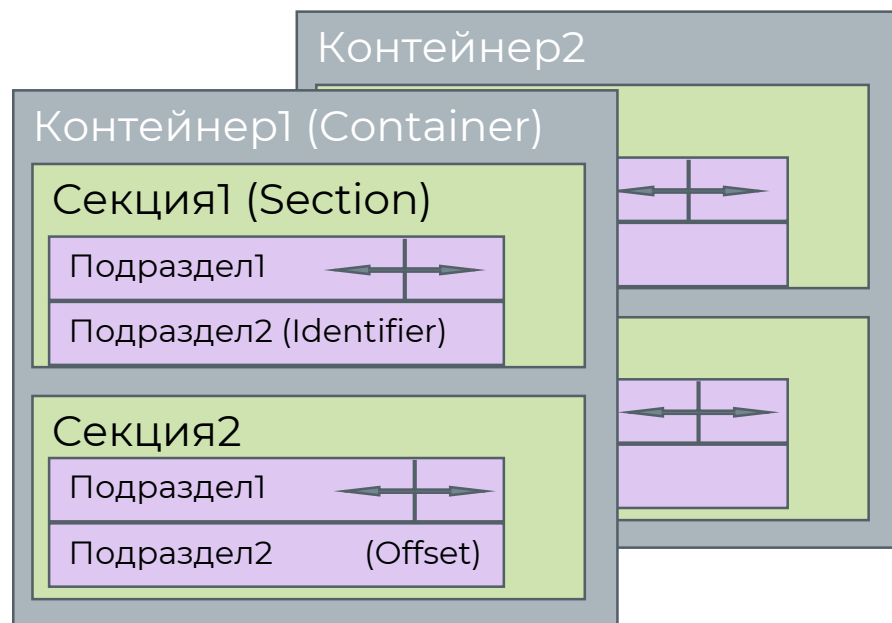 Контейнер2
Контейнер1 (Container)
Секция1 (Section)
Подраздел1
Подраздел2 (Identifier)
Секция2
Подраздел1
Подраздел2 (Offset)